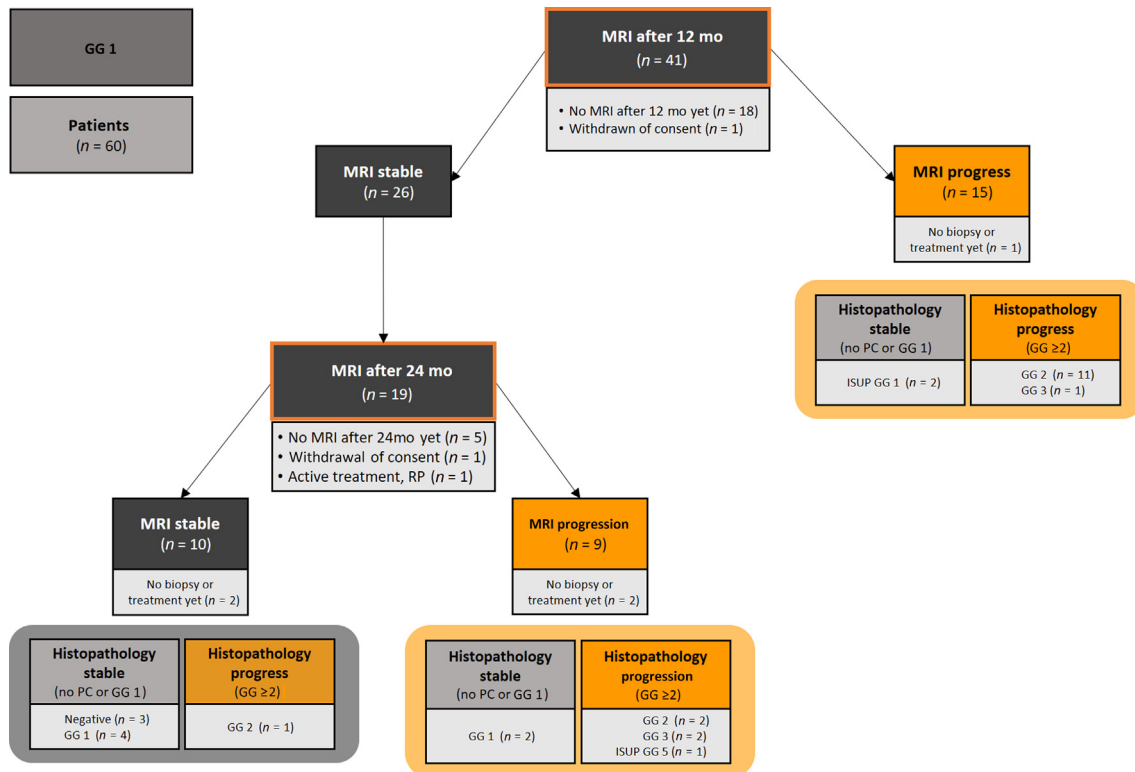 GG 1
Patients
(n = 60)
MRI after 12 mo
(n = 41)
• No MRI after 12 mo yet (n = 18)
• Withdrawn of consent (n = 1)
MRI stable
(n = 26)
MRI progress
(n = 15)
No biopsy or
treatment yet (n = 1)
Histopathology
stable
(no PC or GG 1)
ISUP GG 1 (n = 2)
Histopathology
progress
(GG ≥2)
GG 2 (n = 11)
GG 3 (n = 1)
MRI after 24 mo
(n = 19)
• No MRI after 24mo yet (n = 5)
• Withdrawal of consent (n = 1)
• Active treatment, RP (n = 1)
MRI stable
(n = 10)
No biopsy or
treatment yet (n = 2)
MRI progression
(n = 9)
No biopsy or
treatment yet (n = 2)
Histopathology
stable
(no PC or GG 1)
Negative (n = 3)
GG 1 (n = 4)
Histopathology
progress
(GG ≥2)
GG 2 (n = 1)
Histopathology
stable
(no PC or GG 1)
GG 1 (n = 2)
Histopathology
progression
(GG ≥2)
GG 2 (n = 2)
GG 3 (n = 2)
ISUP GG 5 (n = 1)